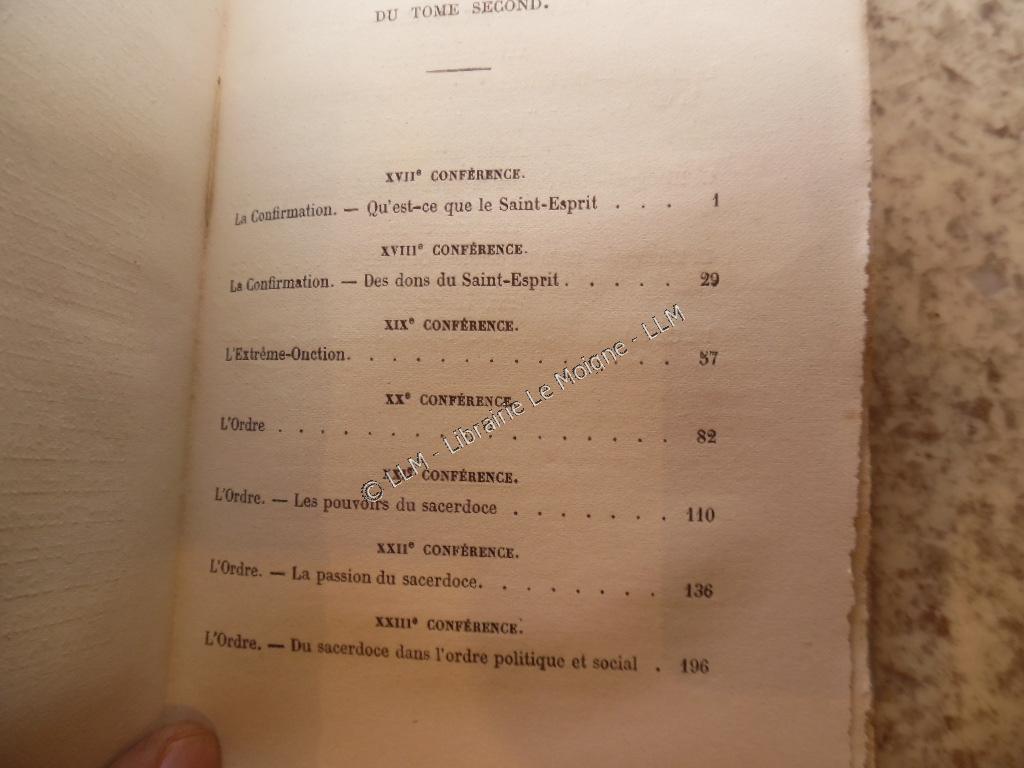 DU TOME SECOND.
XVIIe CONFÉRENCE.
La Confirmation. — Qu'est-ce que le Saint-Esprit . . . 1
XVIIIe CONFÉRENCE.
La Confirmation. — Des dons du Saint-Esprit . . . . . 29
XIXe CONFÉRENCE.
L'Extrême-Onction. . . . . . . . . . . . . 57
XXe CONFÉRENCE.
L'Ordre . . . . . . . . . . . . . . . . . 82
XXIe CONFÉRENCE.
L'Ordre. — Les pouvoirs du sacerdoce . . . . . . . 110
XXIIe CONFÉRENCE.
L'Ordre. — La passion du sacerdoce. . . . . . . . 136
XXIIIe CONFÉRENCE.
L'Ordre. — Du sacerdoce dans l'ordre politique et social . 196
© LLM - Librairie Le Moigne - LLM